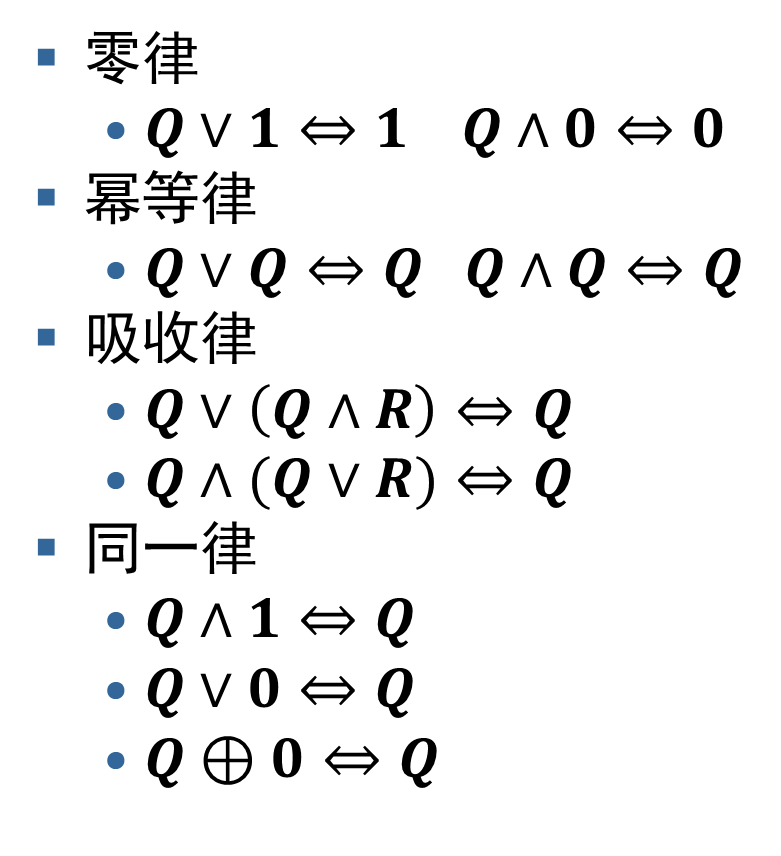 ▪ 零律
• Q ∨ 1 ⇔ 1 Q ∧ 0 ⇔ 0
▪ 幂等律
• Q ∨ Q ⇔ Q Q ∧ Q ⇔ Q
▪ 吸收律
• Q ∨ (Q ∧ R) ⇔ Q
• Q ∧ (Q ∨ R) ⇔ Q
▪ 同一律
• Q ∧ 1 ⇔ Q
• Q ∨ 0 ⇔ Q
• Q ⊕ 0 ⇔ Q